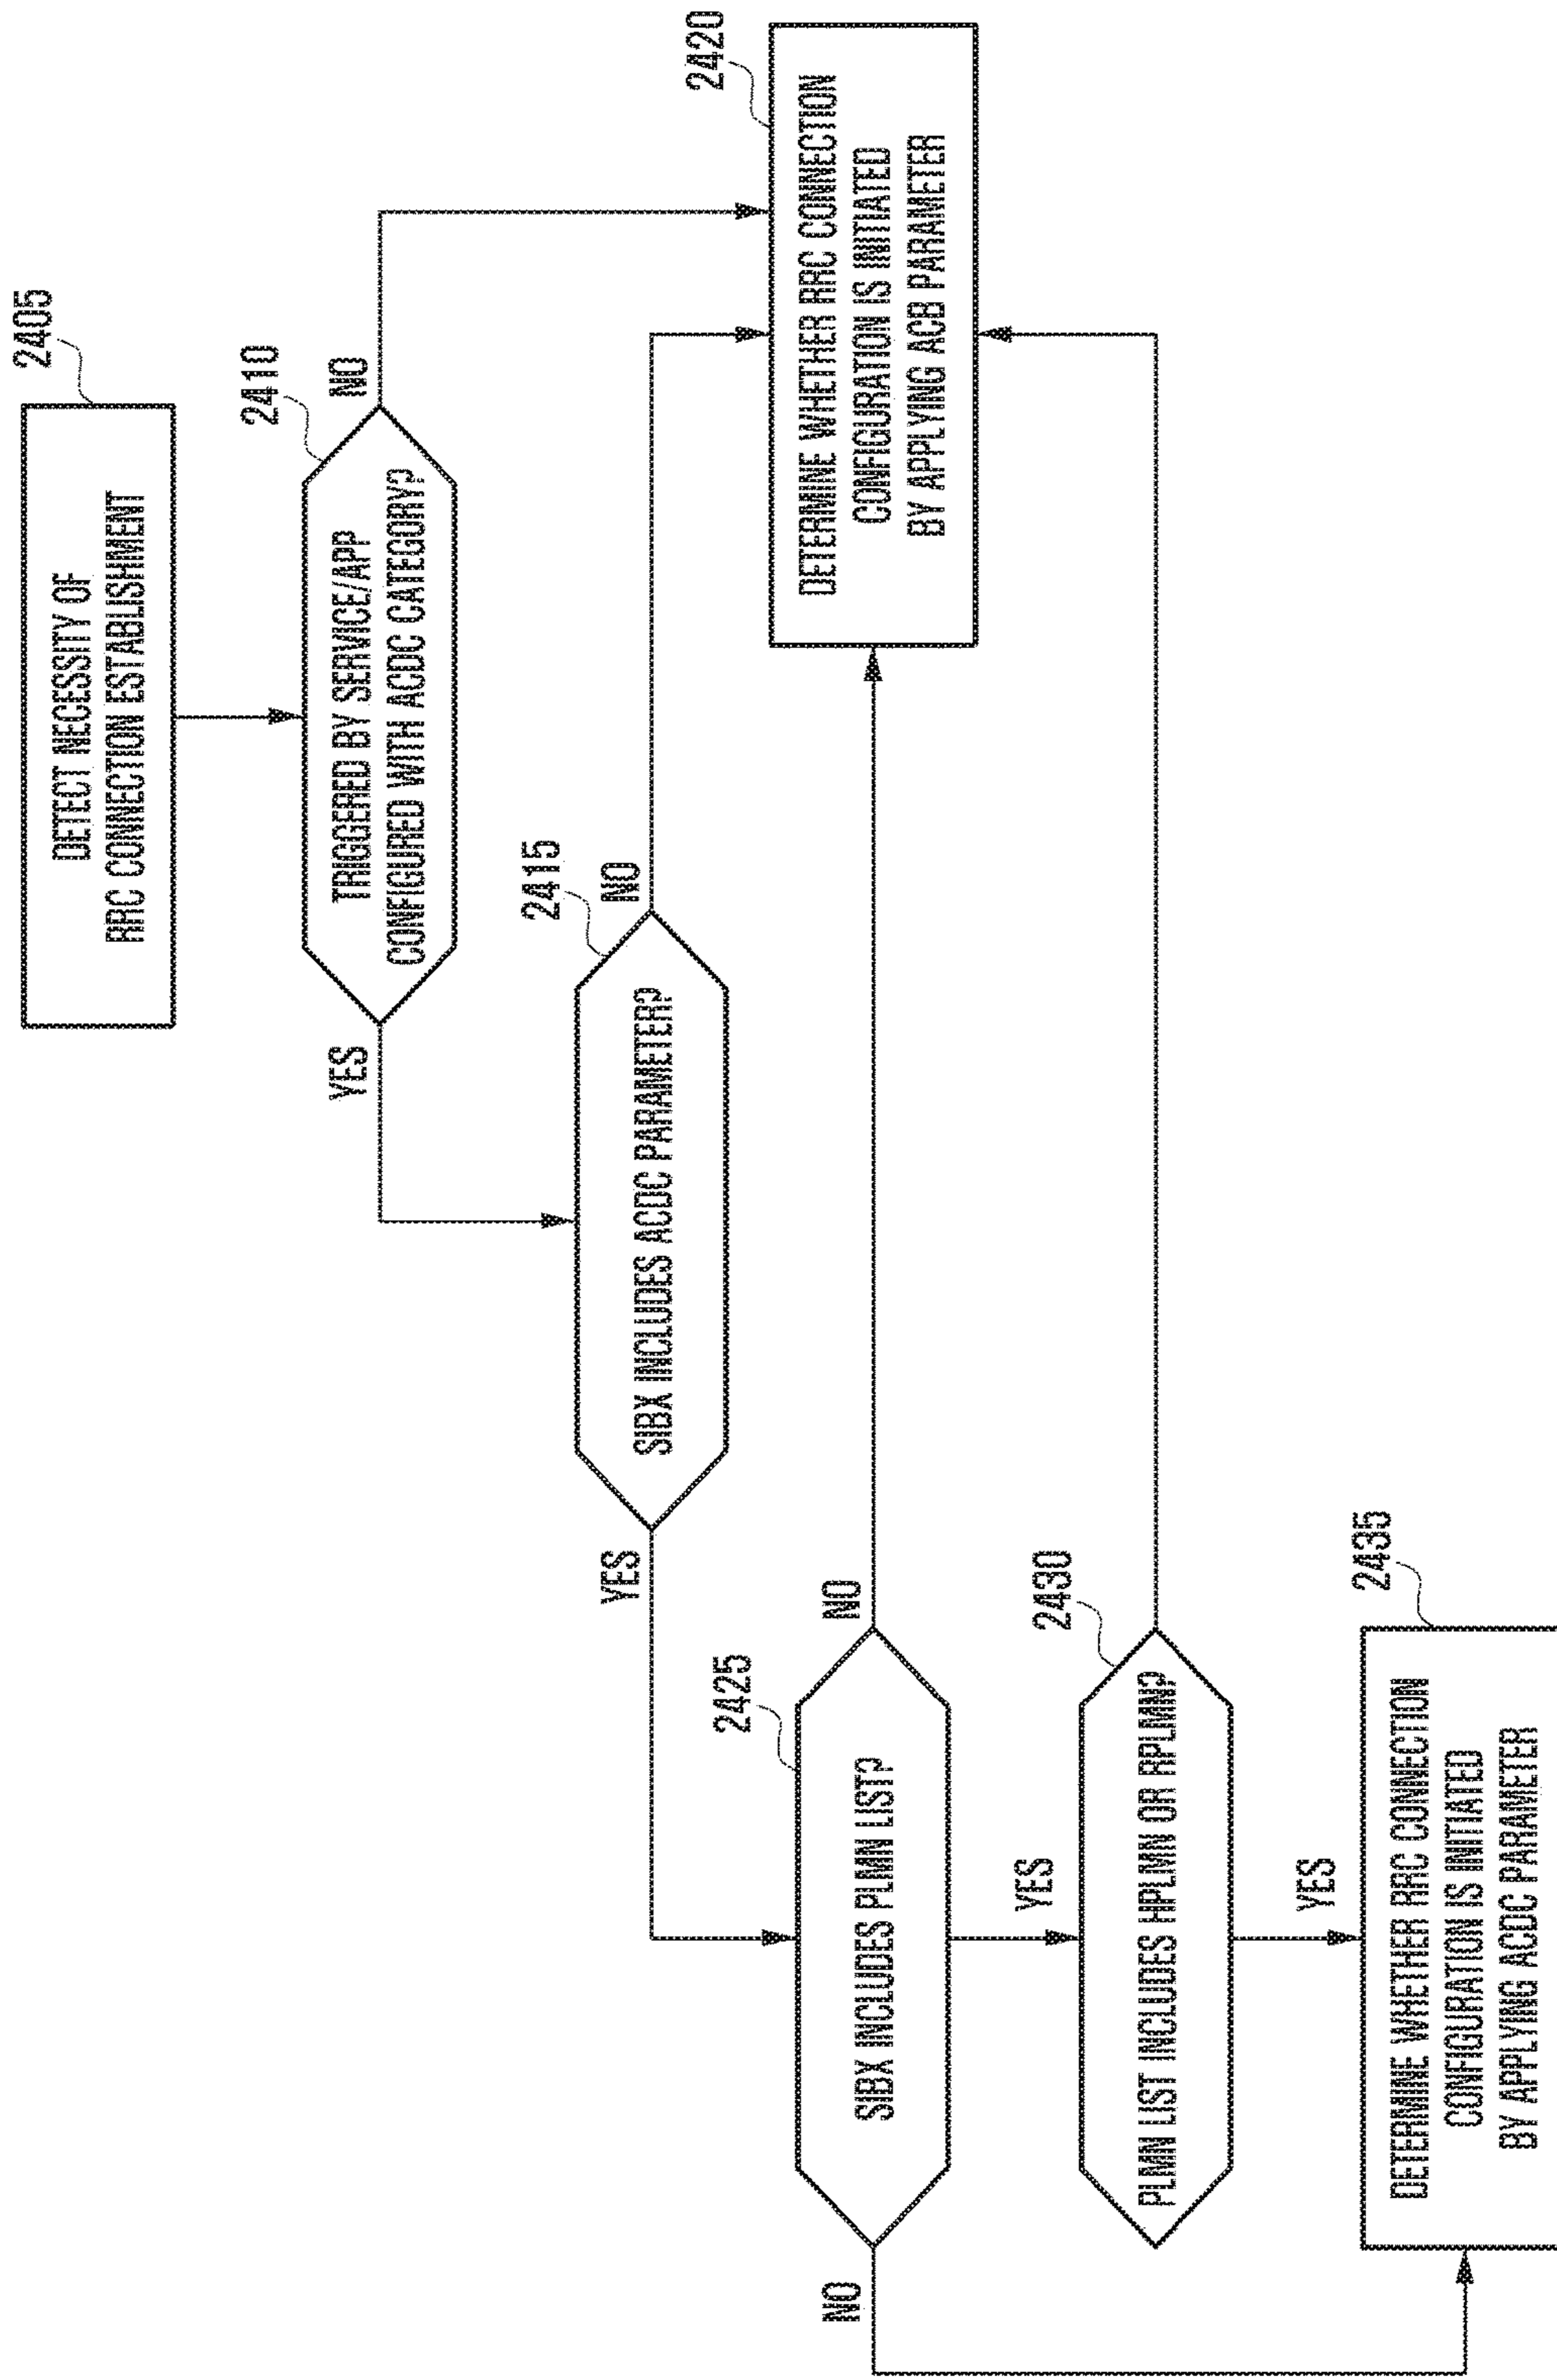 2405
DETECT NECESSITY OF
RRC CONNECTION ESTABLISHMENT
2410
TRIGGERED BY SERVICE/APP
CONFIGURED WITH ACDC CATEGORY?
YES
NO
2415
SIBX INCLUDES ACDC PARAMETER?
YES
NO
2420
DETERMINE WHETHER RRC CONNECTION
CONFIGURATION IS INITIATED
BY APPLYING ACB PARAMETER
2425
SIBX INCLUDES PLMN LIST?
NO
NO
YES
2430
PLMN LIST INCLUDES HPLMN OR RPLMN?
YES
2435
DETERMINE WHETHER RRC CONNECTION
CONFIGURATION IS INITIATED
BY APPLYING ACDC PARAMETER